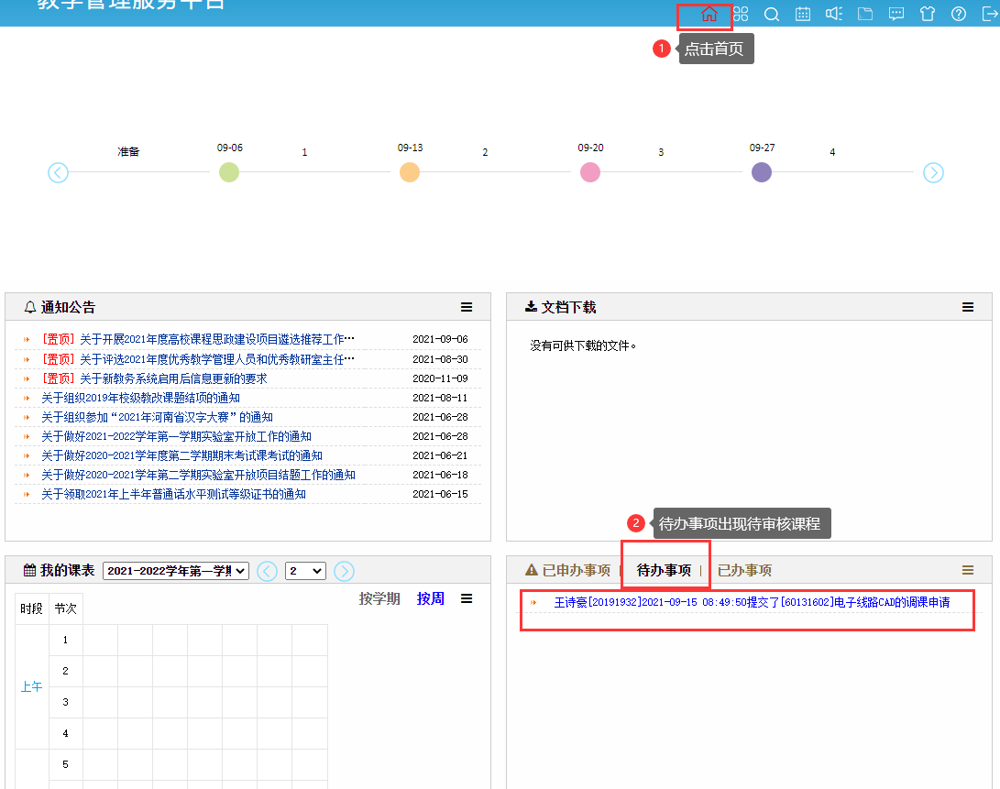 教学管理服务平台
1 点击首页
准备 09-06 1 09-13 2 09-20 3 09-27 4
通知公告
[置顶] 关于开展2021年度高校课程思政建设项目遴选推荐工作… 2021-09-06
[置顶] 关于评选2021年度优秀教学管理人员和优秀教研室主任… 2021-08-30
[置顶] 关于新教务系统启用后信息更新的要求 2020-11-09
关于组织2019年校级教改课题结项的通知 2021-08-11
关于组织参加“2021年河南省汉字大赛”的通知 2021-06-28
关于做好2021-2022学年第一学期实验室开放工作的通知 2021-06-28
关于做好2020-2021学年度第二学期期末考试课考试的通知 2021-06-21
关于做好2020-2021学年第二学期实验室开放项目结题工作的通知 2021-06-18
关于领取2021年上半年普通话水平测试等级证书的通知 2021-06-15
文档下载
没有可供下载的文件。
2 待办事项出现待审核课程
我的课表 2021-2022学年第一学期 2
按学期 按周
时段 节次
上午
1
2
3
4
5
已申办事项 | 待办事项 | 已办事项
王诗豪[20191932]2021-09-15 08:49:50提交了[60131602]电子线路CAD的调课申请